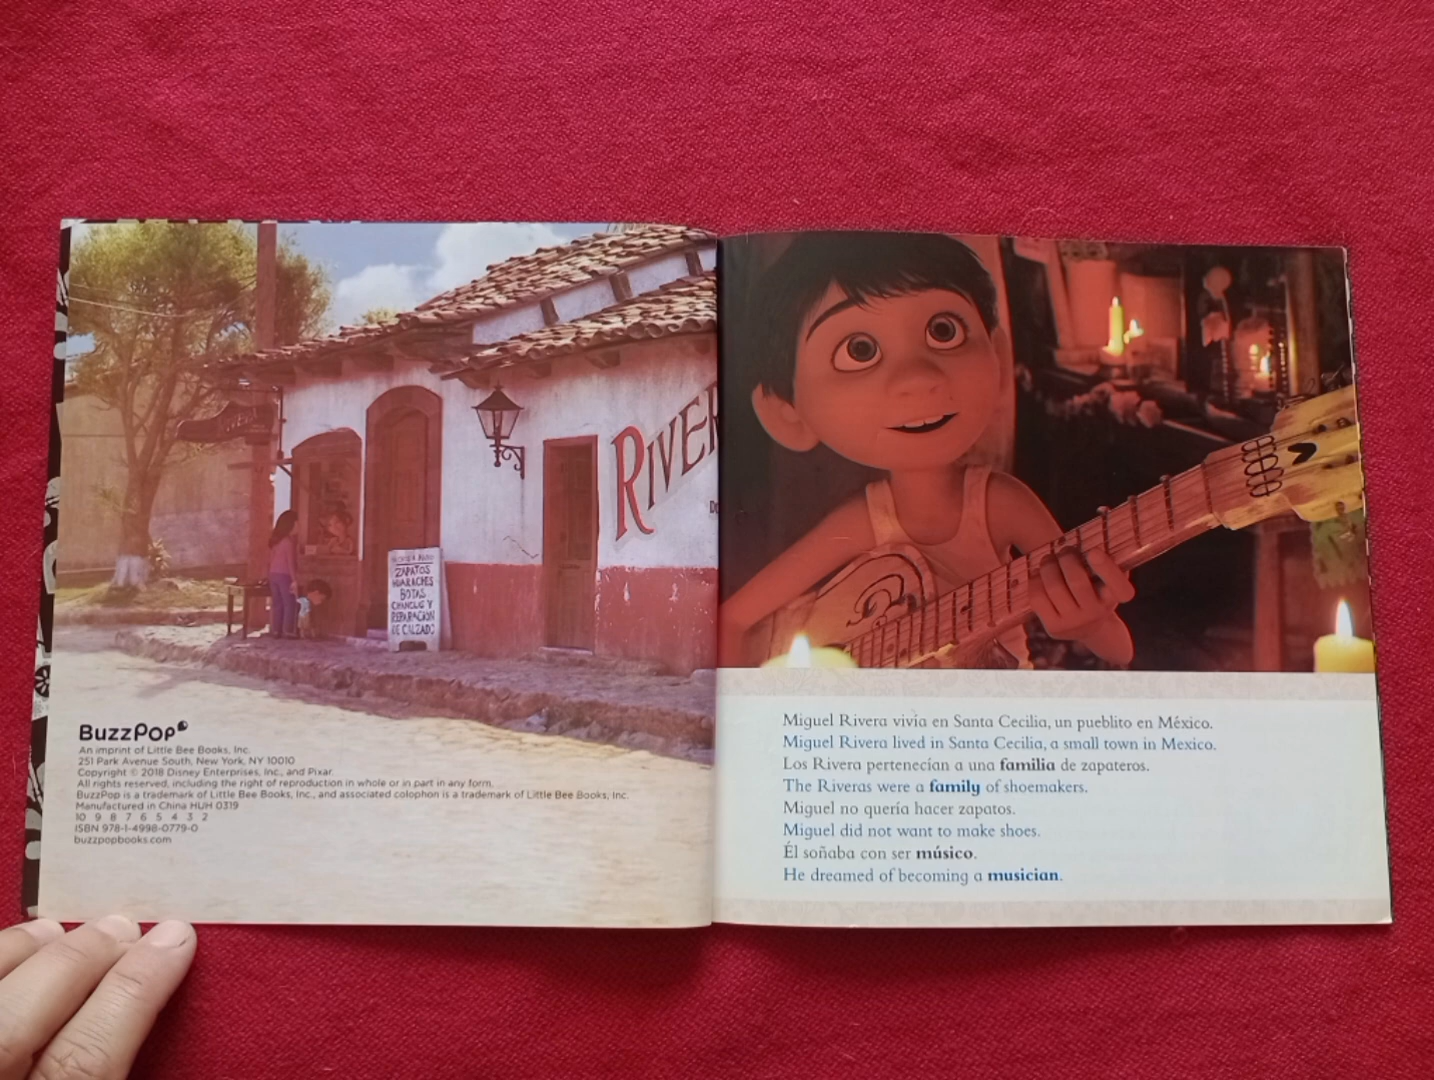 RIVER
ZAPATOS
HUARACHES
BOTAS
CHANCLAS Y
REPARACION
DE CALZADO
BuzzPop
An imprint of Little Bee Books, Inc.
251 Park Avenue South, New York, NY 10010
Copyright © 2018 Disney Enterprises, Inc., and Pixar.
All rights reserved, including the right of reproduction in whole or in part in any form.
BuzzPop is a trademark of Little Bee Books, Inc., and associated colophon is a trademark of Little Bee Books, Inc.
Manufactured in China HUH 0319
10 9 8 7 6 5 4 3 2
ISBN 978-1-4998-0779-0
buzzpopbooks.com
Miguel Rivera vivía en Santa Cecilia, un pueblito en México.
Miguel Rivera lived in Santa Cecilia, a small town in Mexico.
Los Rivera pertenecían a una familia de zapateros.
The Riveras were a family of shoemakers.
Miguel no quería hacer zapatos.
Miguel did not want to make shoes.
Él soñaba con ser músico.
He dreamed of becoming a musician.